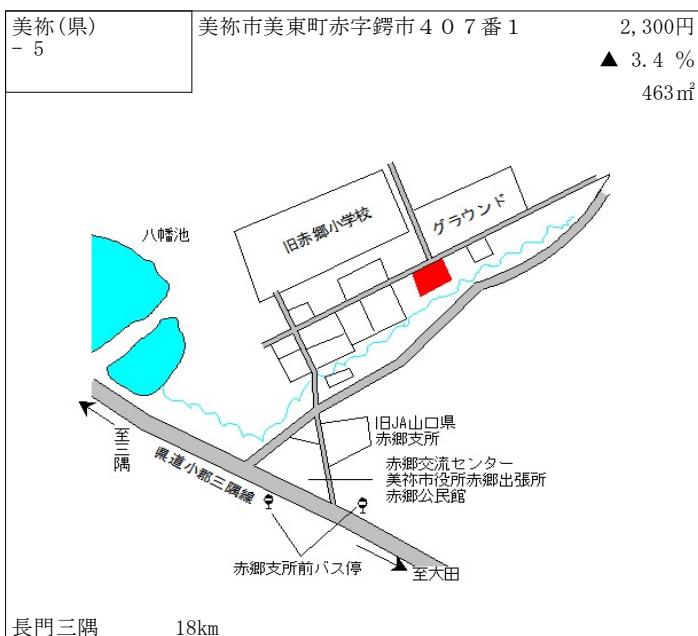 美祢(県)
- 5
美祢市美東町赤字鍔市４０７番１
2,300円
▲ 3.4 %
463㎡
旧赤郷小学校
グラウンド
八幡池
至三隅
県道小郡三隅線
旧JA山口県
赤郷支所
赤郷交流センター
美祢市役所赤郷出張所
赤郷公民館
赤郷支所前バス停
至大田
長門三隅 18km